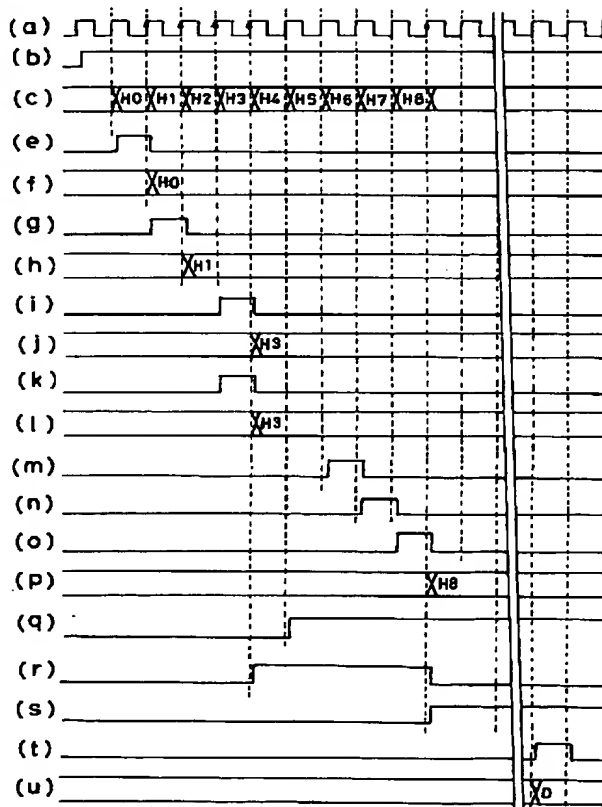 (a)
(b)
(c) H0 H1 H2 H3 H4 H5 H6 H7 H8
(e)
(f) H0
(g)
(h) H1
(i)
(j) H3
(k)
(l) H3
(m)
(n)
(o)
(p) H8
(q)
(r)
(s)
(t)
(u) D